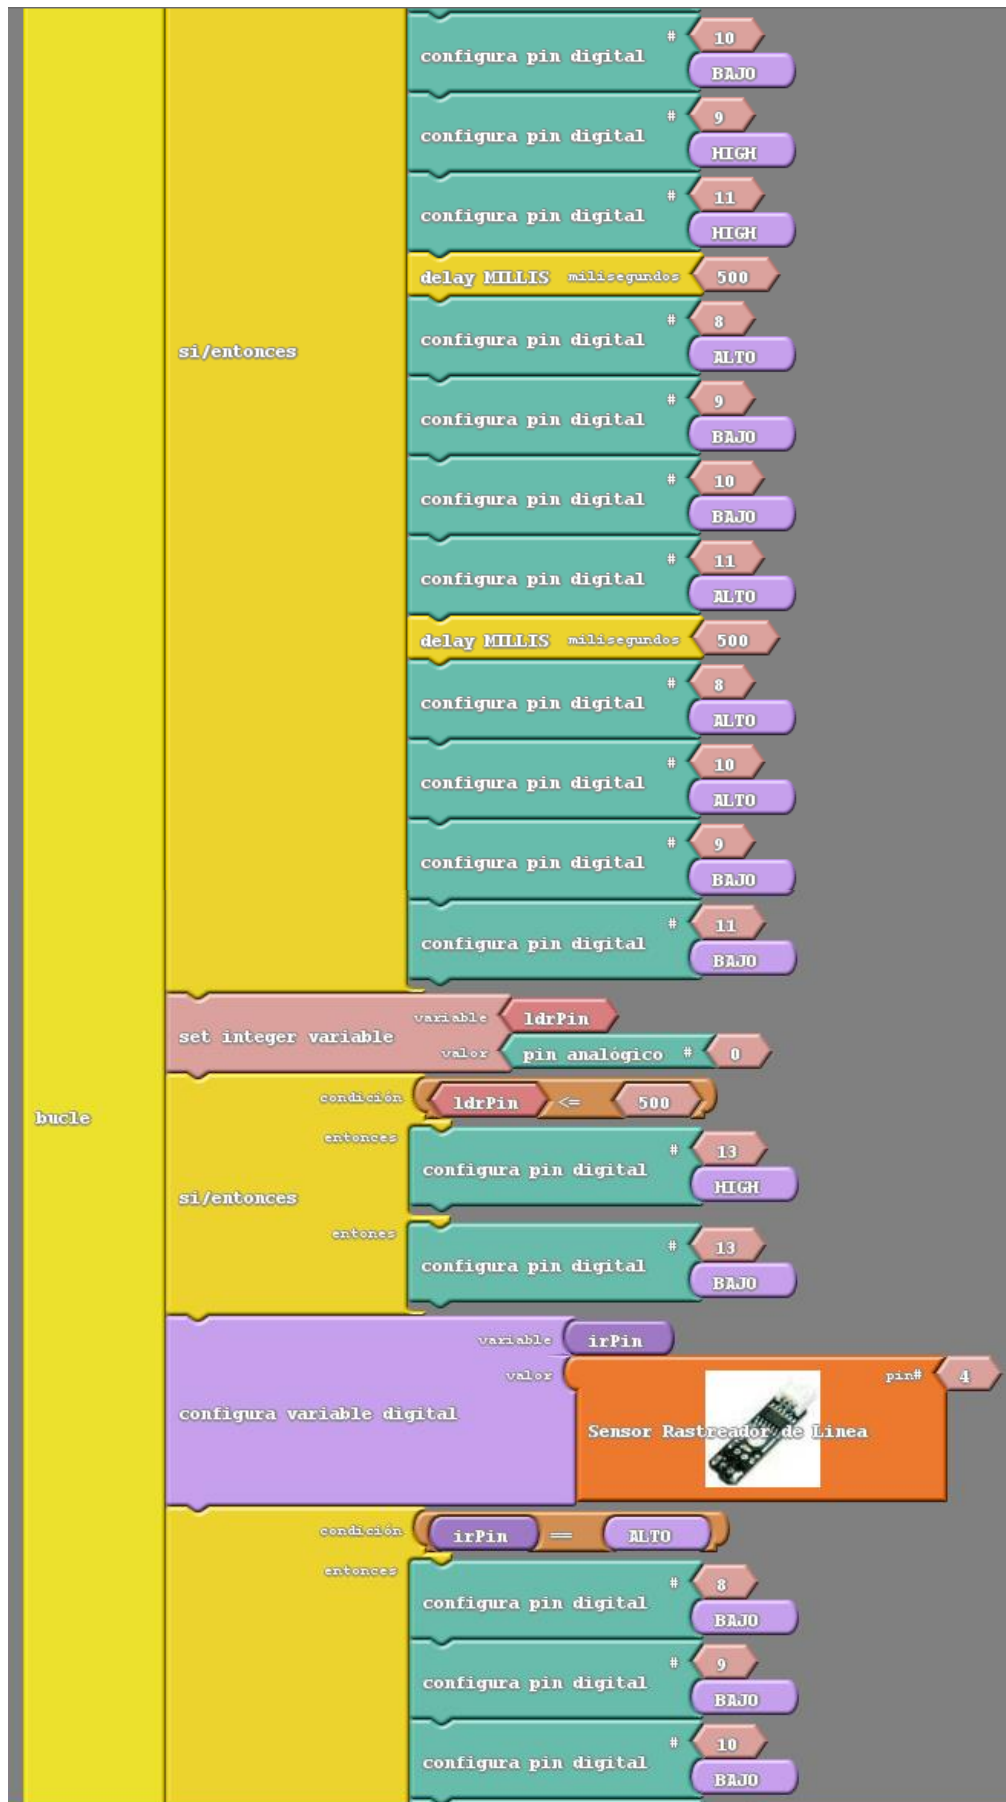 # 10
configura pin digital
BAJO
# 9
configura pin digital
HIGH
# 11
configura pin digital
HIGH
delay MILLIS milisegundos 500
# 8
configura pin digital
ALTO
si/entonces
# 9
configura pin digital
BAJO
# 10
configura pin digital
BAJO
# 11
configura pin digital
ALTO
delay MILLIS milisegundos 500
# 8
configura pin digital
ALTO
# 10
configura pin digital
ALTO
# 9
configura pin digital
BAJO
# 11
configura pin digital
BAJO
set integer variable
variable ldrPin
valor pin analógico # 0
bucle
si/entonces
condición ldrPin <= 500
entonces
# 13
configura pin digital
HIGH
entones
# 13
configura pin digital
BAJO
configura variable digital
variable irPin
valor
pin# 4
Sensor Rastreador de Linea
condición irPin == ALTO
entonces
# 8
configura pin digital
BAJO
# 9
configura pin digital
BAJO
# 10
configura pin digital
BAJO